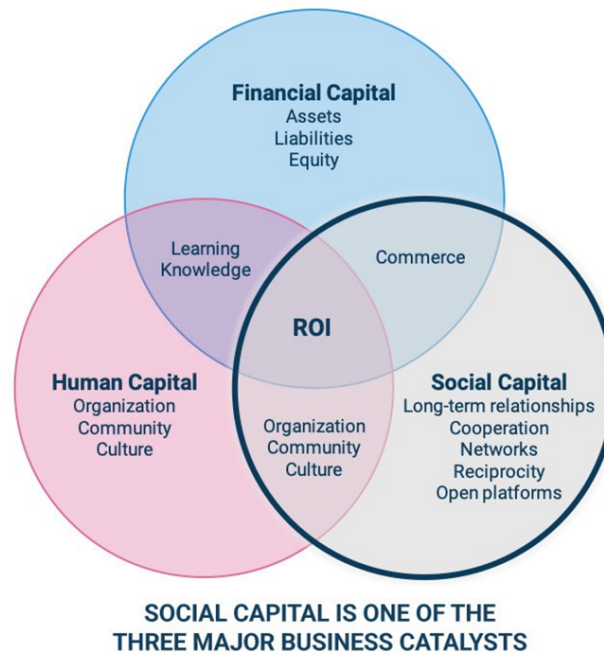 Financial Capital
Assets
Liabilities
Equity
Learning
Knowledge
Commerce
ROI
Human Capital
Organization
Community
Culture
Organization
Community
Culture
Social Capital
Long-term relationships
Cooperation
Networks
Reciprocity
Open platforms
SOCIAL CAPITAL IS ONE OF THE
THREE MAJOR BUSINESS CATALYSTS